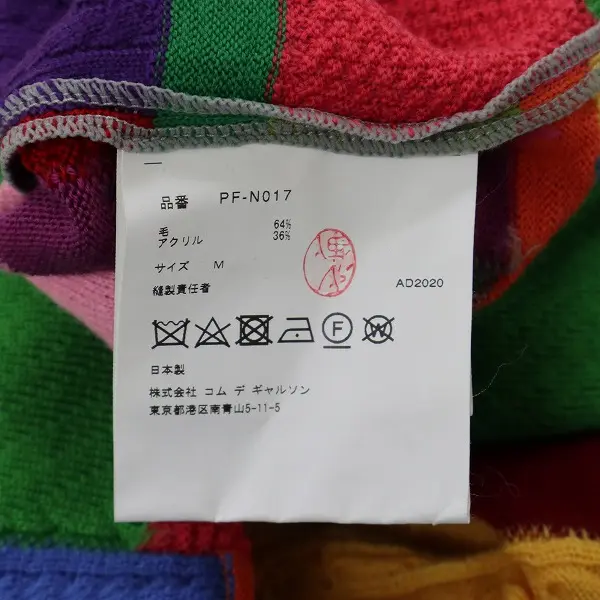 品番 PF-N017
毛 64%
アクリル 36%
サイズ M
縫製責任者 AD2020
F
W
日本製
株式会社 コム デ ギャルソン
東京都港区南青山5-11-5